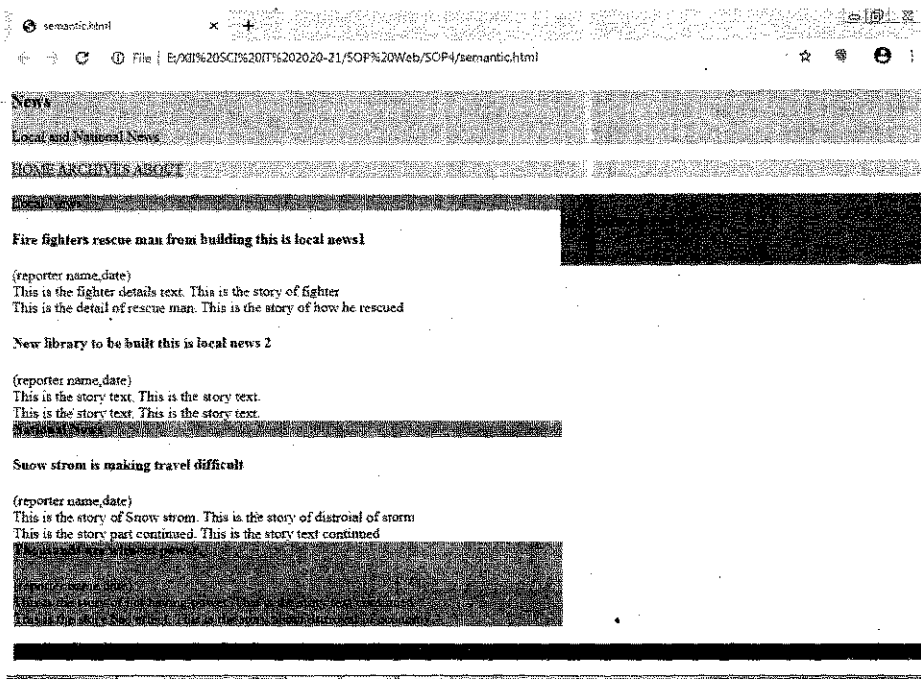 semantic.html
File | E:/XII%20SCI%20IT%202020-21/SOP%20Web/SOP4/semantic.html
News
Local and National News
HOME ARCHIVES ABOUT
Local News
Fire fighters rescue man from building this is local news1
(reporter name,date)
This is the fighter details text. This is the story of fighter
This is the detail of rescue man. This is the story of how he rescued
New library to be built this is local news 2
(reporter name,date)
This is the story text. This is the story text.
This is the story text. This is the story text.
National News
Snow strom is making travel difficult
(reporter name,date)
This is the story of Snow strom. This is the story of distroial of storm
This is the story part continued. This is the story text continued
Thousands are without power
(reporter name,date)